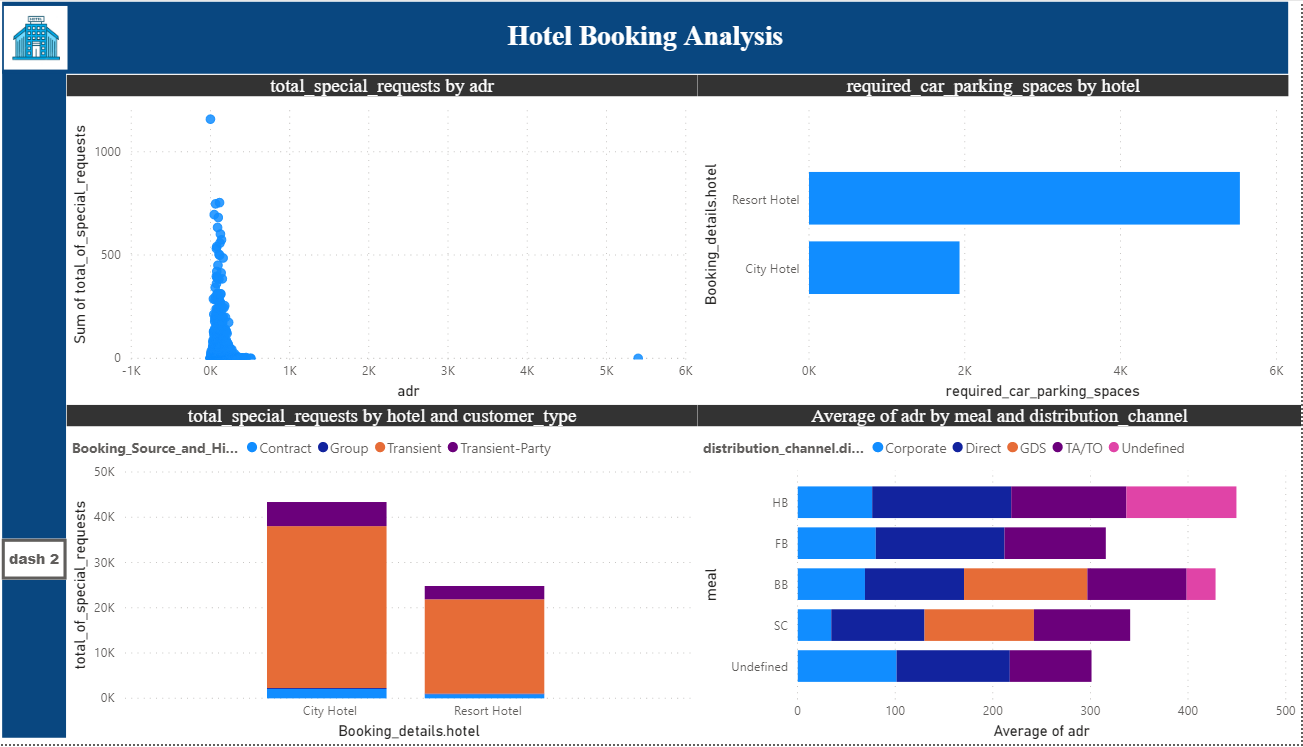 HOTEL
Hotel Booking Analysis
total_special_requests by adr
Sum of total_of_special_requests
1000
500
0
-1K 0K 1K 2K 3K 4K 5K 6K
adr
required_car_parking_spaces by hotel
Booking_details.hotel
Resort Hotel
City Hotel
0K 2K 4K 6K
required_car_parking_spaces
dash 2
total_special_requests by hotel and customer_type
Booking_Source_and_Hi... Contract Group Transient Transient-Party
total_of_special_requests
50K
40K
30K
20K
10K
0K
City Hotel Resort Hotel
Booking_details.hotel
Average of adr by meal and distribution_channel
distribution_channel.di... Corporate Direct GDS TA/TO Undefined
meal
HB
FB
BB
SC
Undefined
0 100 200 300 400 500
Average of adr